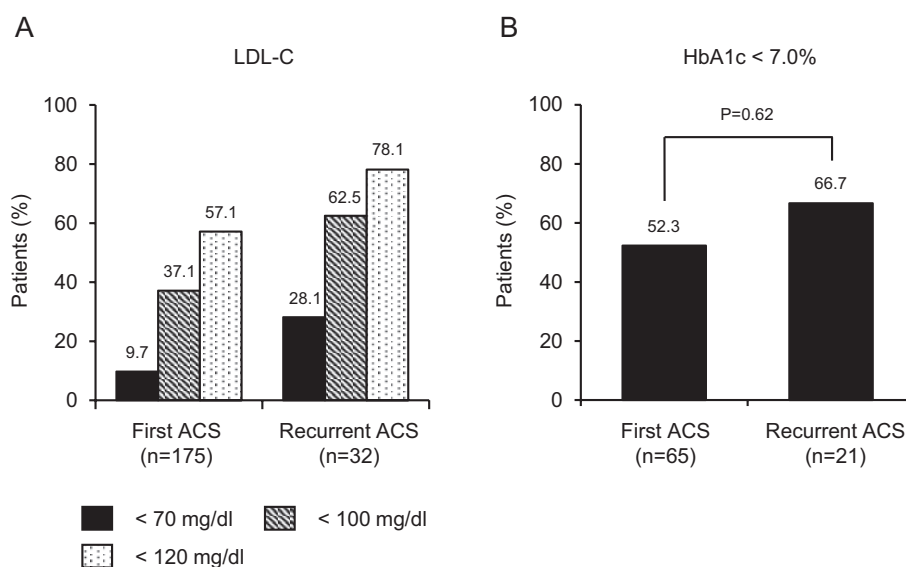 A
LDL-C
Patients (%)
100
80
60
40
20
0
9.7
37.1
57.1
28.1
62.5
78.1
First ACS
(n=175)
Recurrent ACS
(n=32)
< 70 mg/dl
< 100 mg/dl
< 120 mg/dl
B
HbA1c < 7.0%
Patients (%)
100
80
60
40
20
0
P=0.62
52.3
66.7
First ACS
(n=65)
Recurrent ACS
(n=21)